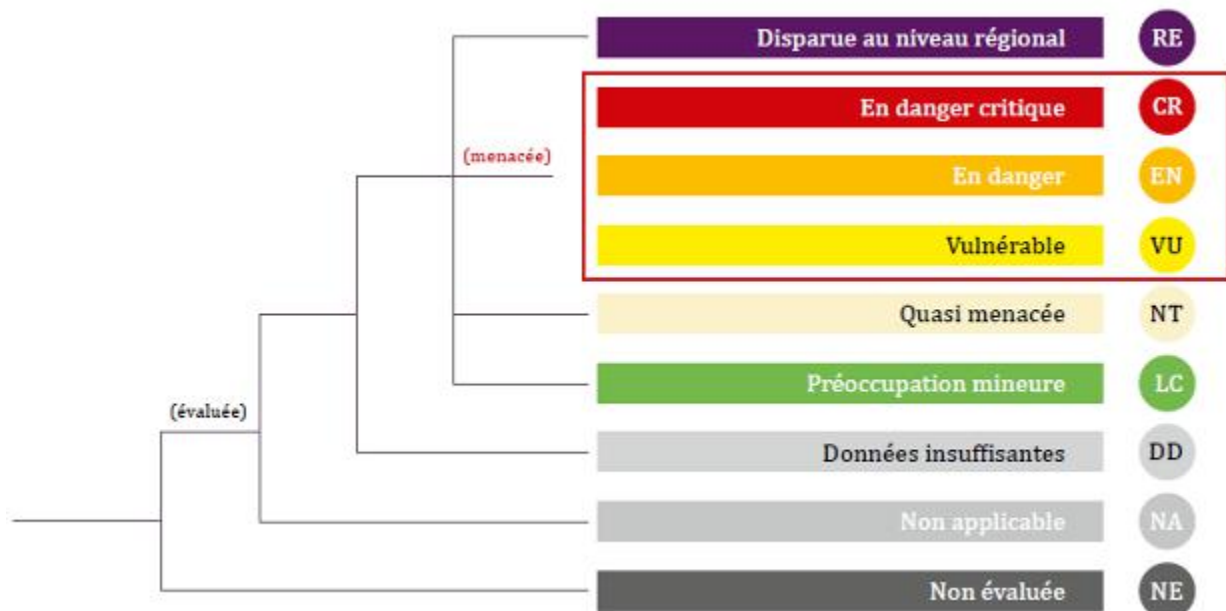 Disparue au niveau régional RE
En danger critique CR
(menacée)
En danger EN
Vulnérable VU
Quasi menacée NT
Préoccupation mineure LC
(évaluée)
Données insuffisantes DD
Non applicable NA
Non évaluée NE